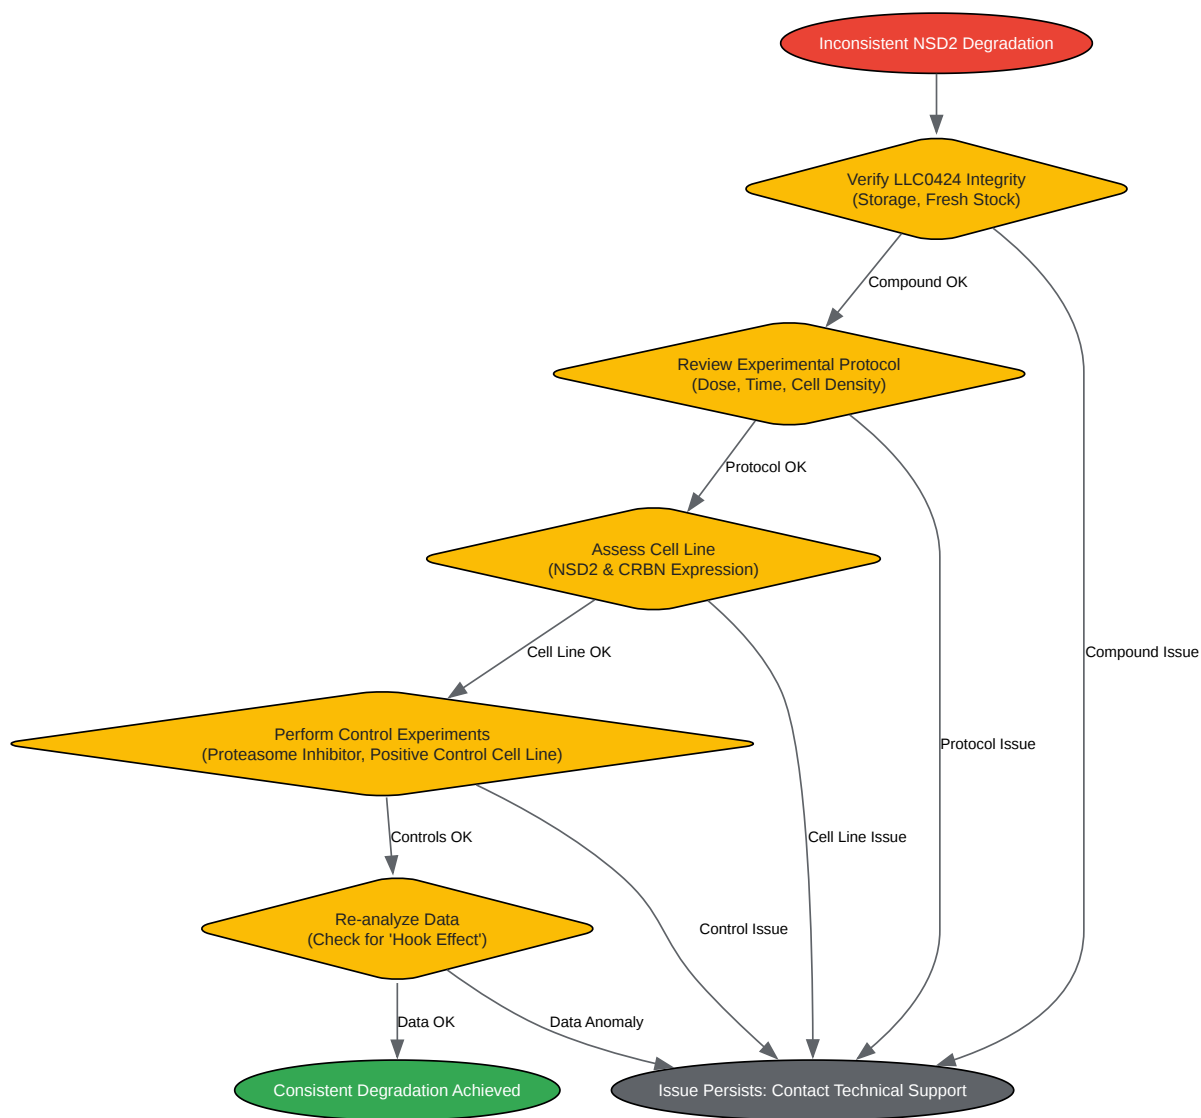 Inconsistent NSD2 Degradation
Verify LLC0424 Integrity
(Storage, Fresh Stock)
Compound OK
Review Experimental Protocol
(Dose, Time, Cell Density)
Protocol OK
Assess Cell Line
(NSD2 & CRBN Expression)
Cell Line OK
Compound Issue
Perform Control Experiments
(Proteasome Inhibitor, Positive Control Cell Line)
Protocol Issue
Controls OK
Cell Line Issue
Re-analyze Data
(Check for 'Hook Effect')
Control Issue
Data OK
Data Anomaly
Consistent Degradation Achieved
Issue Persists: Contact Technical Support